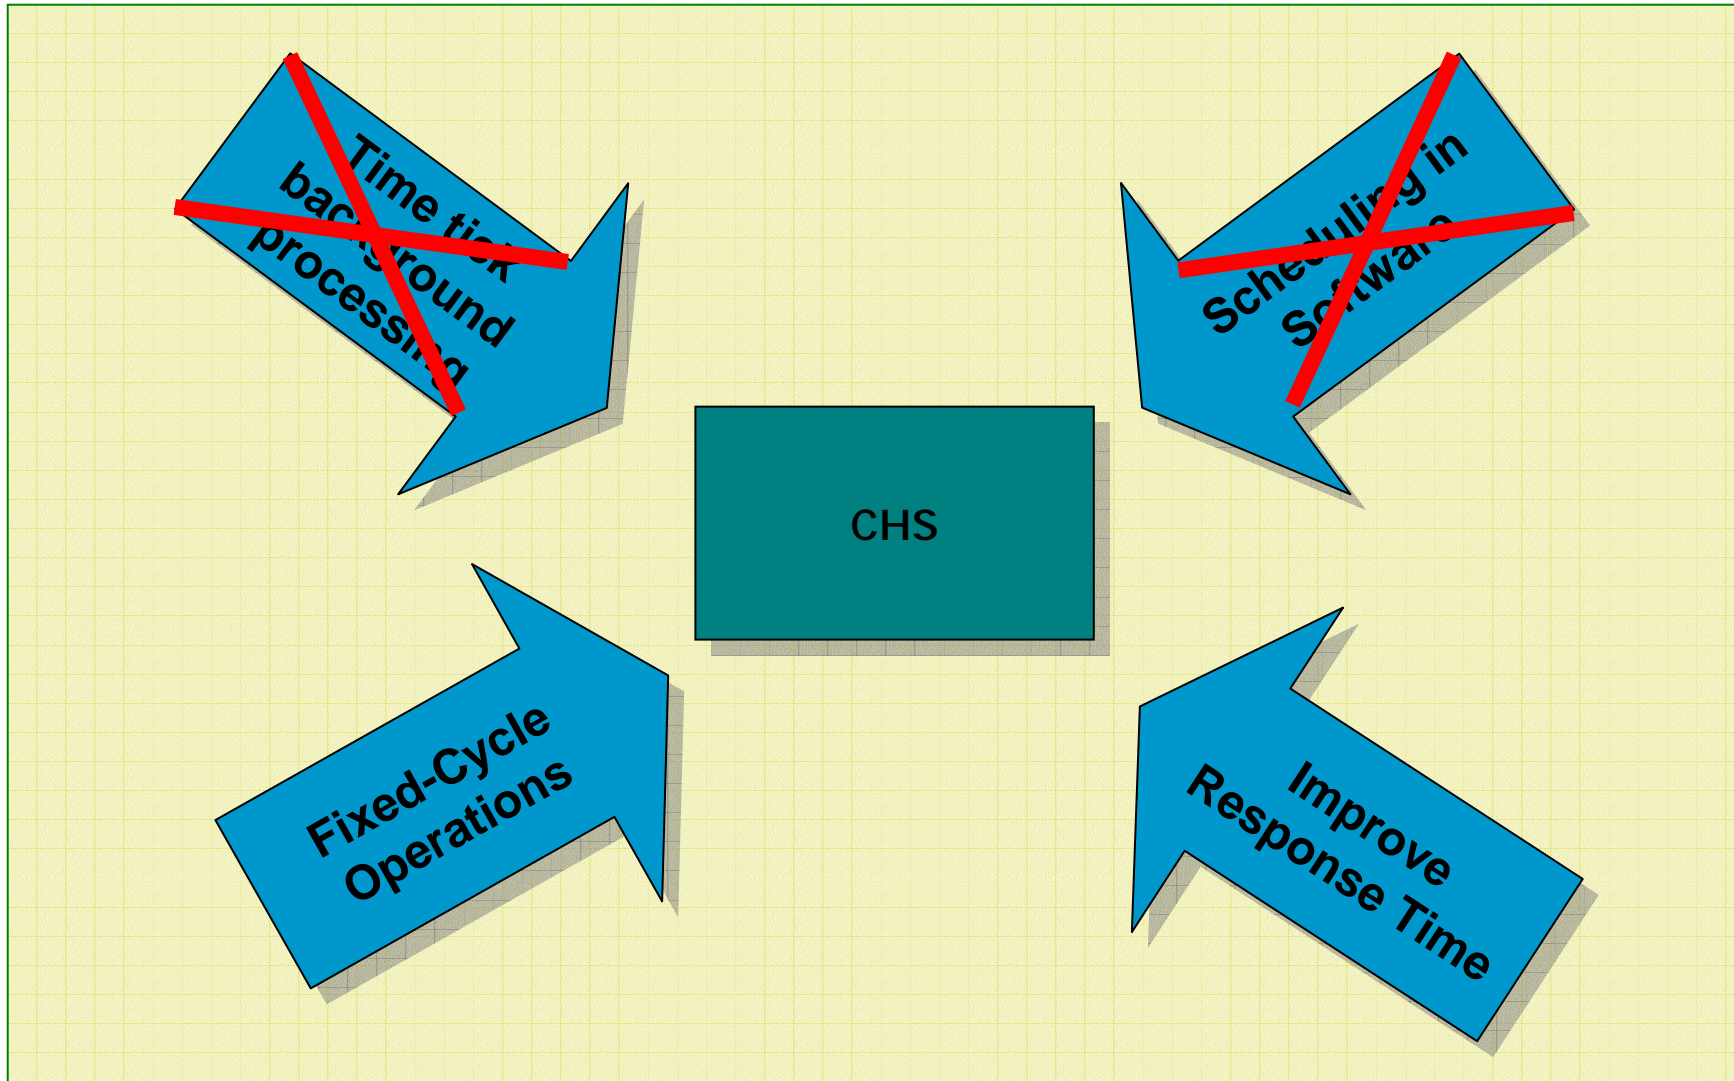 Time tick
background
processing
Scheduling in
Software
CHS
Fixed-Cycle
Operations
Improve
Response Time